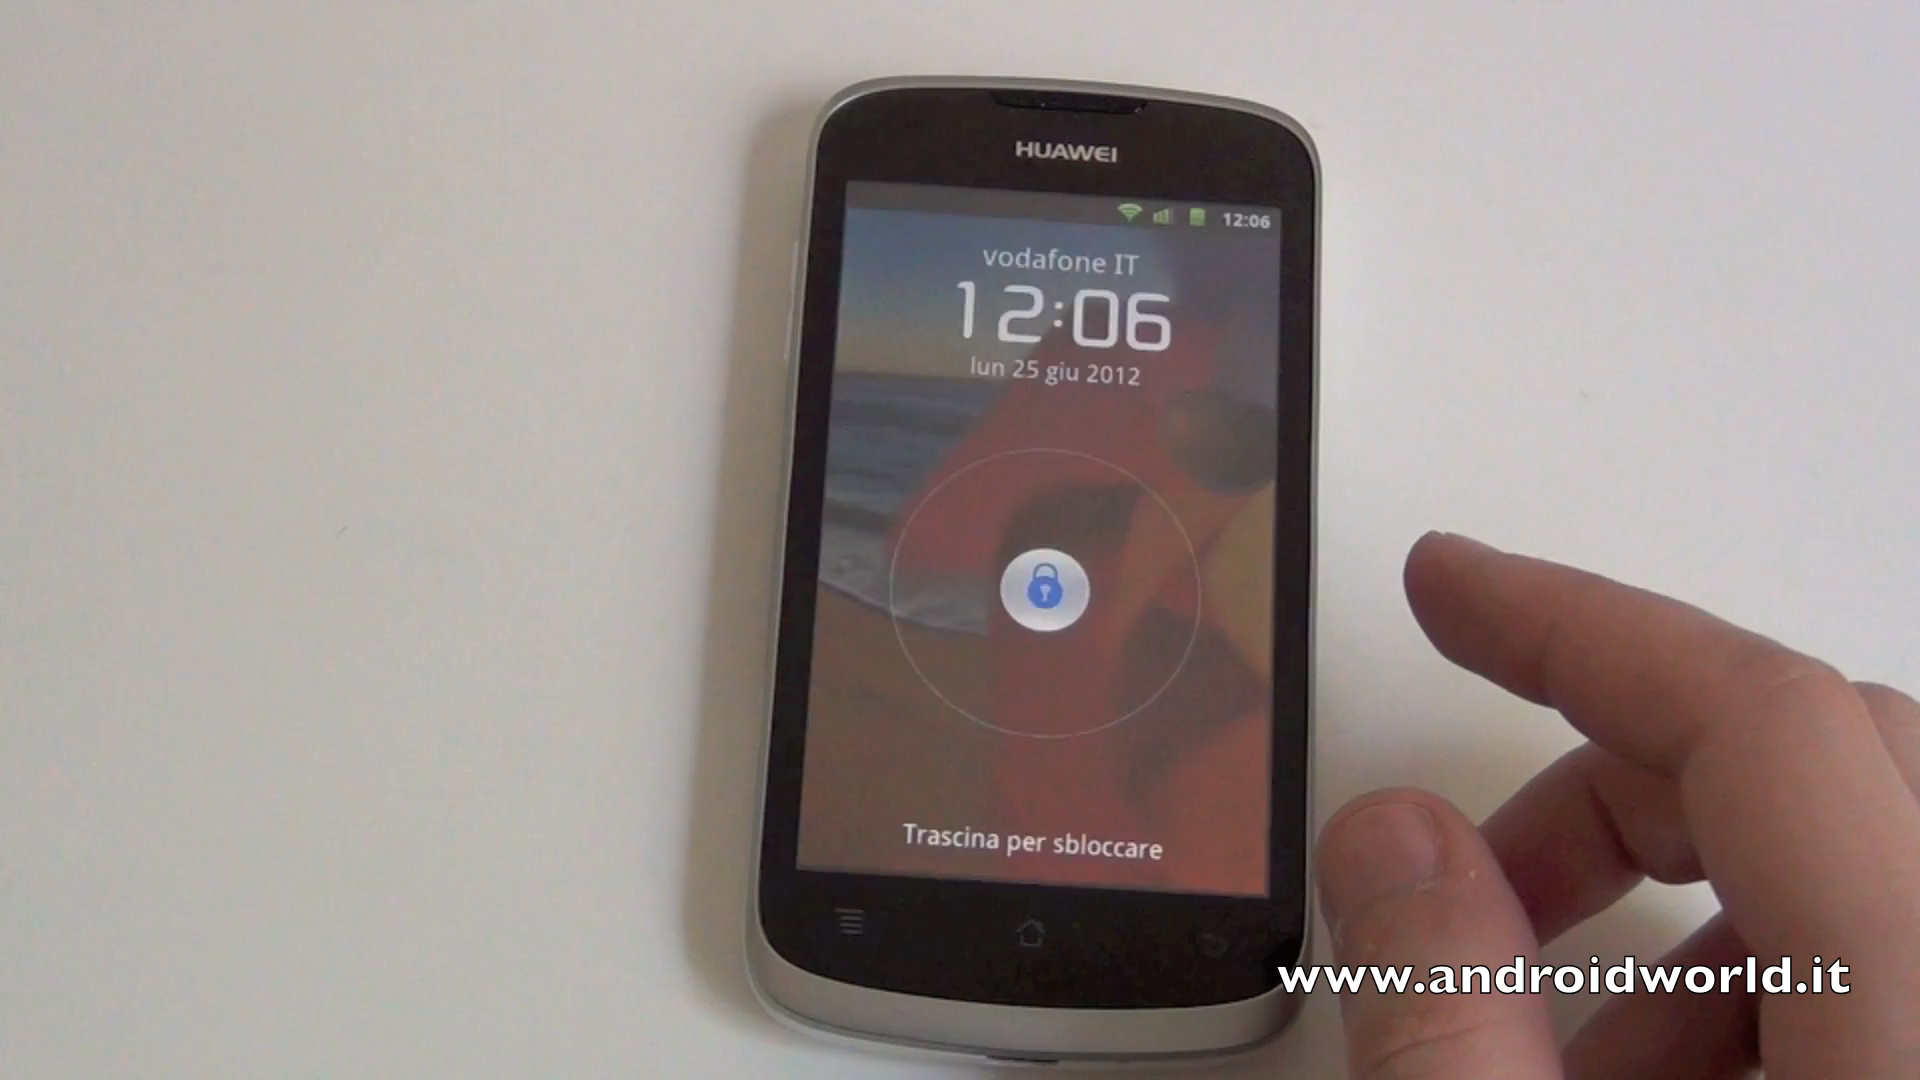 HUAWEI
12:06
vodafone IT
12:06
lun 25 giu 2012
Trascina per sbloccare
www.androidworld.it